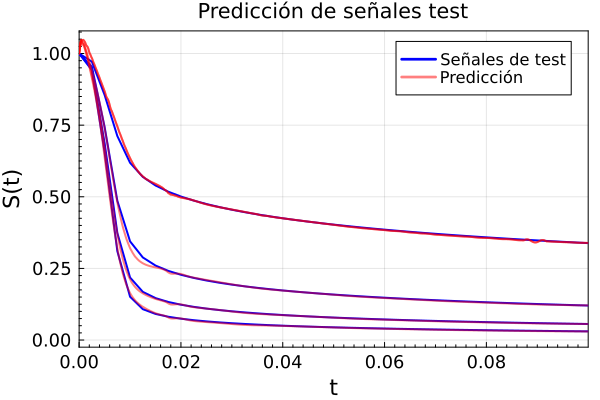 Predicción de señales test
Señales de test
Predicción
S(t)
1.00
0.75
0.50
0.25
0.00
0.00 0.02 0.04 0.06 0.08
t